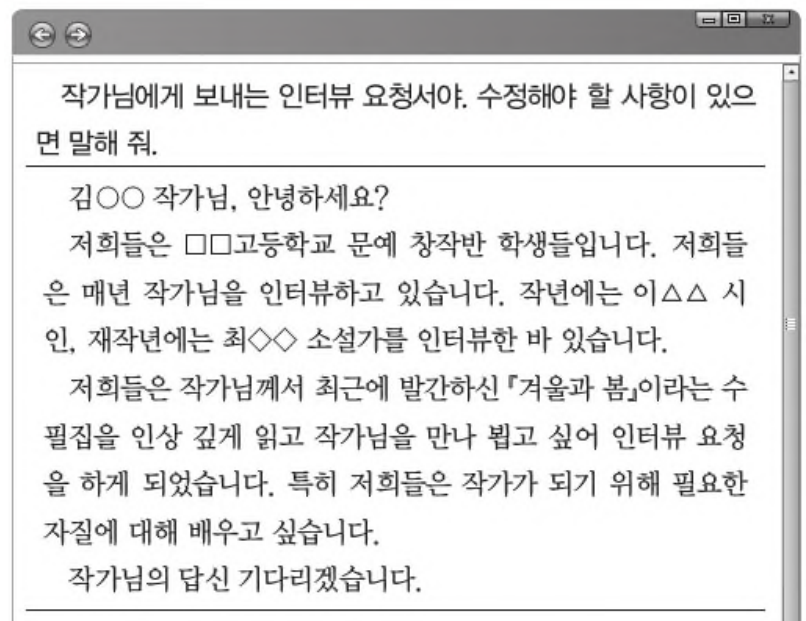 작가님에게 보내는 인터뷰 요청서야. 수정해야 할 사항이 있으
면 말해 줘.
김○○ 작가님, 안녕하세요?
저희들은 □□고등학교 문예 창작반 학생들입니다. 저희들
은 매년 작가님을 인터뷰하고 있습니다. 작년에는 이△△ 시
인, 재작년에는 최◇◇ 소설가를 인터뷰한 바 있습니다.
저희들은 작가님께서 최근에 발간하신 『겨울과 봄』이라는 수
필집을 인상 깊게 읽고 작가님을 만나 뵙고 싶어 인터뷰 요청
을 하게 되었습니다. 특히 저희들은 작가가 되기 위해 필요한
자질에 대해 배우고 싶습니다.
작가님의 답신 기다리겠습니다.